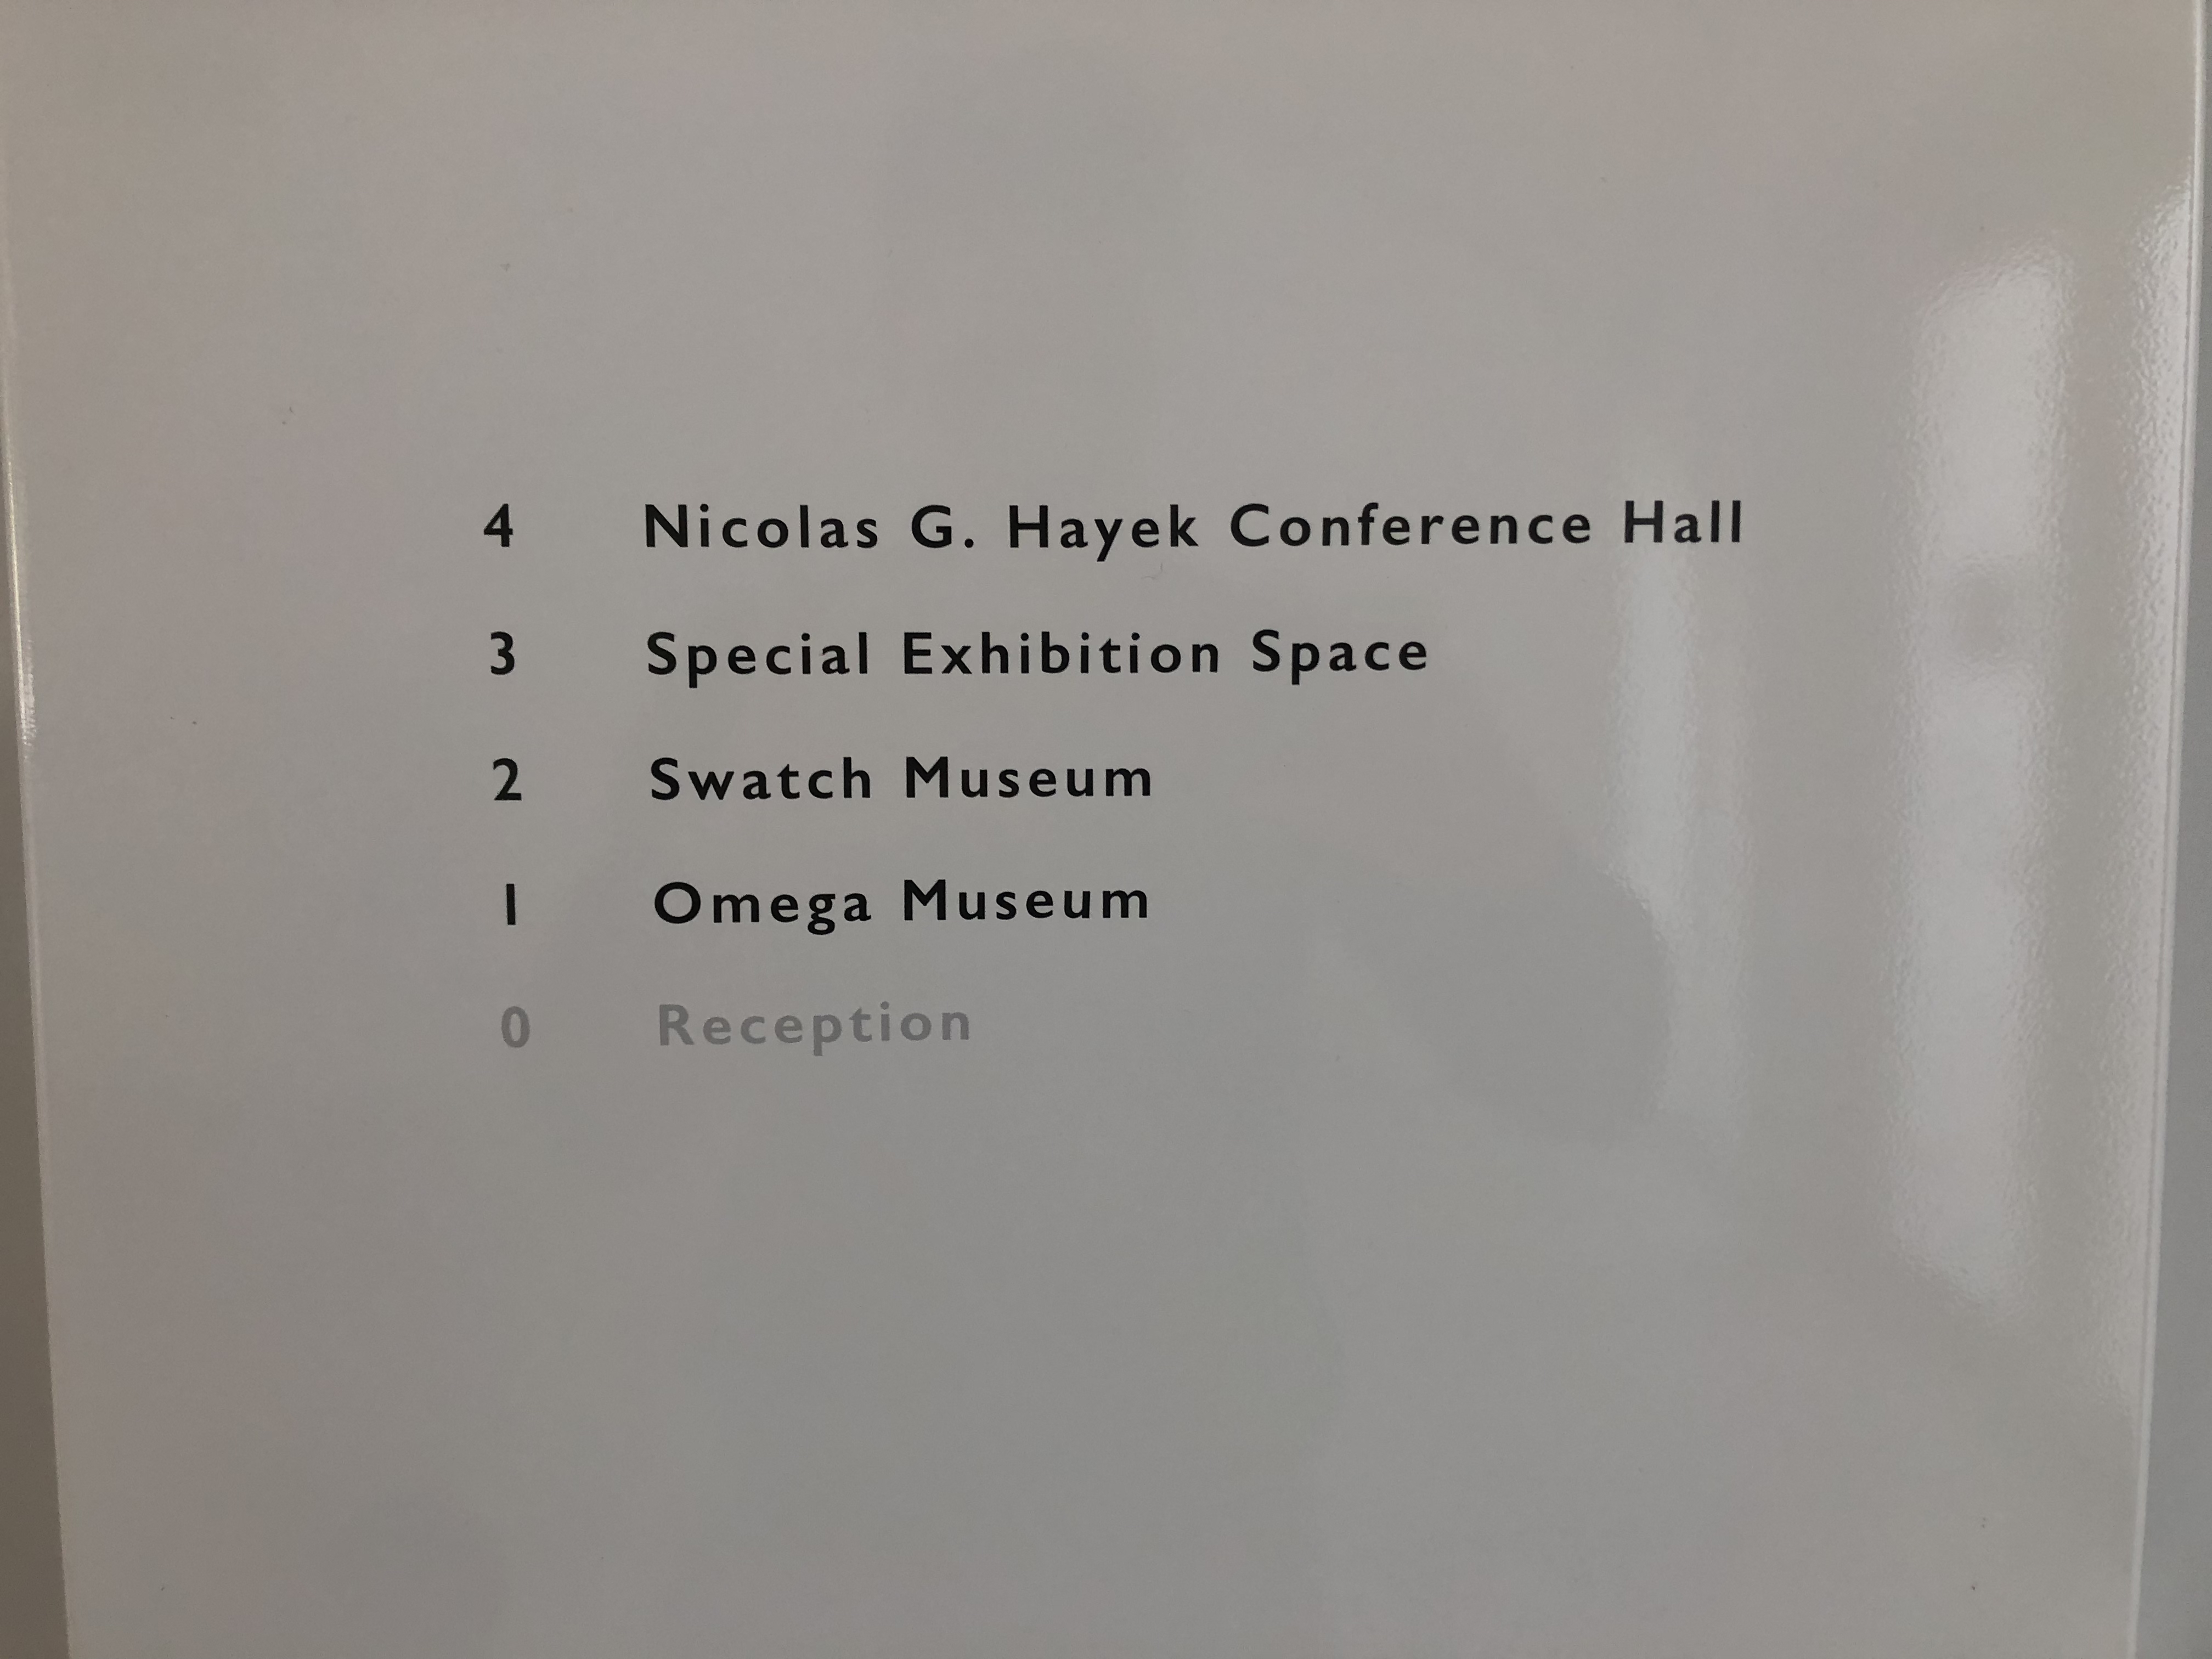 4 Nicolas G. Hayek Conference Hall
3 Special Exhibition Space
2 Swatch Museum
1 Omega Museum
0 Reception